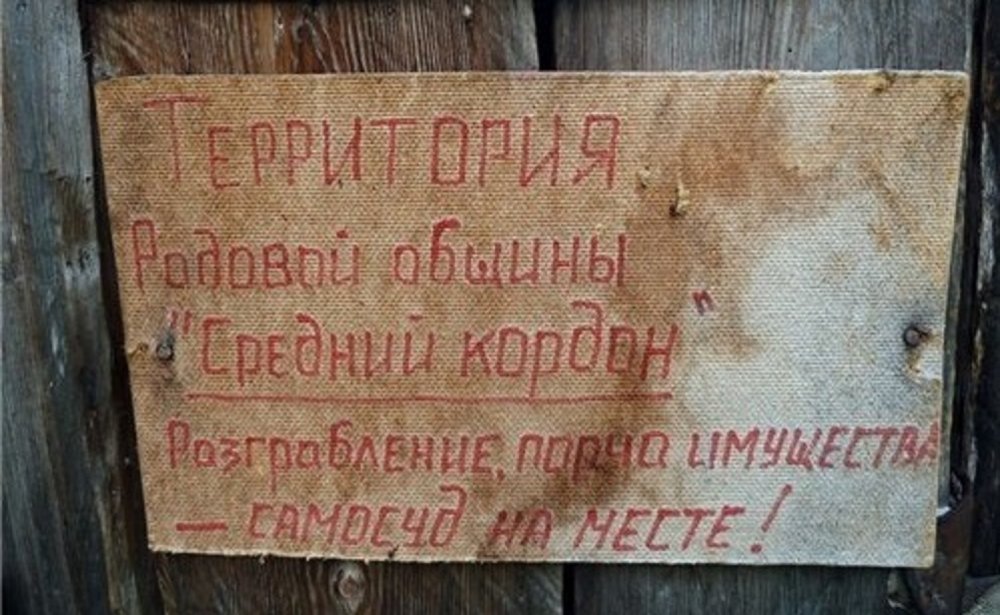 Территория
Родовой общины
"Средний кордон"
Разграбление, порча имущества
— самосуд на месте!